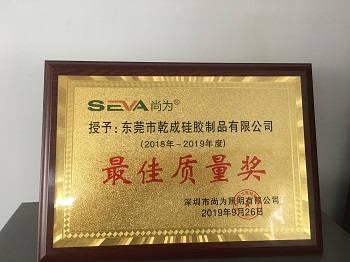 SEVA尚为®
授予：东莞市乾成硅胶制品有限公司
(2018年～2019年度)
最佳质量奖
深圳市尚为照明有限公司
2019年9月26日